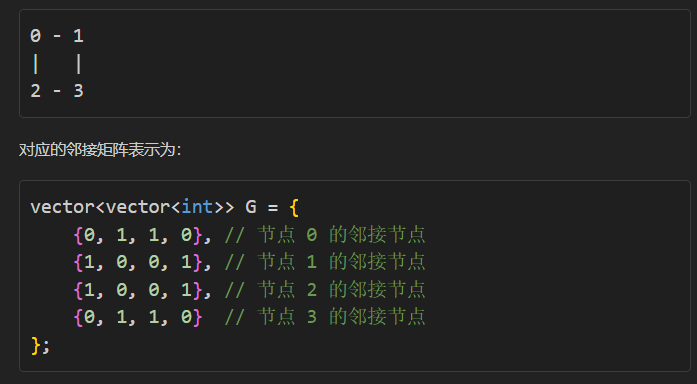 0 - 1
|   |
2 - 3
对应的邻接矩阵表示为:
vector<vector<int>> G = {
    {0, 1, 1, 0}, // 节点 0 的邻接节点
    {1, 0, 0, 1}, // 节点 1 的邻接节点
    {1, 0, 0, 1}, // 节点 2 的邻接节点
    {0, 1, 1, 0}  // 节点 3 的邻接节点
};